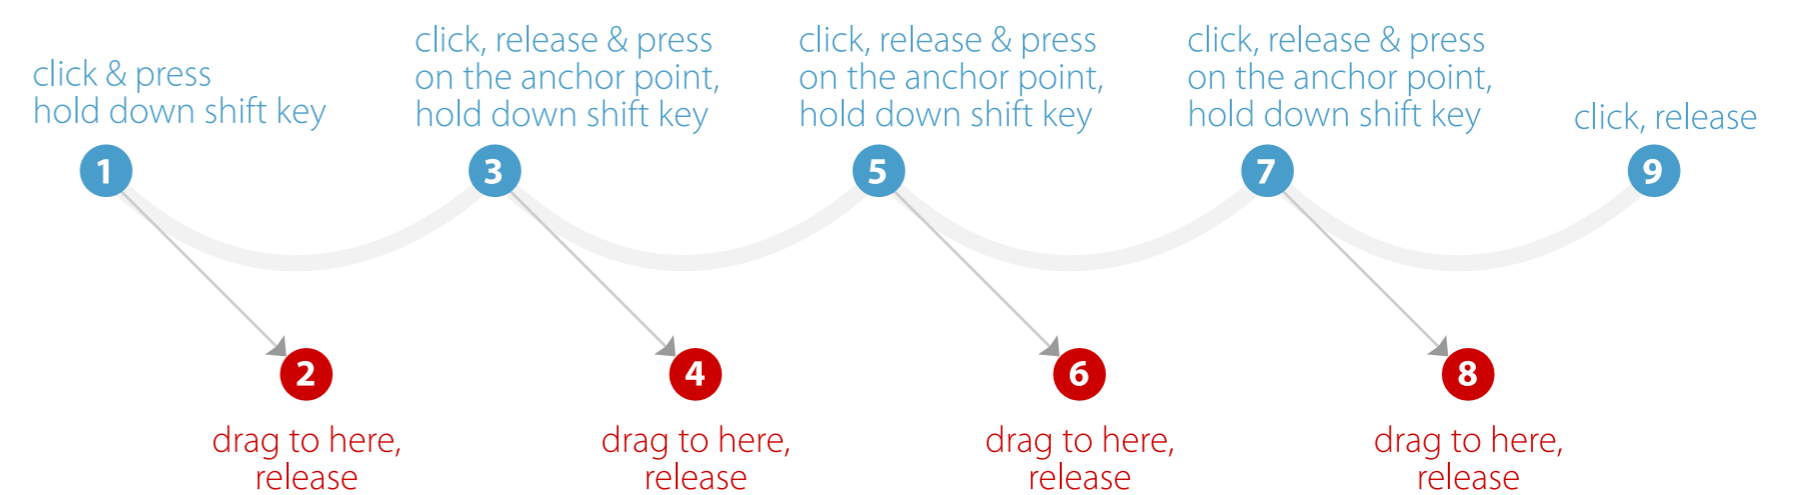 click & press
hold down shift key
click, release & press
on the anchor point,
hold down shift key
click, release & press
on the anchor point,
hold down shift key
click, release & press
on the anchor point,
hold down shift key
click, release
1
3
5
7
9
2
4
6
8
drag to here,
release
drag to here,
release
drag to here,
release
drag to here,
release